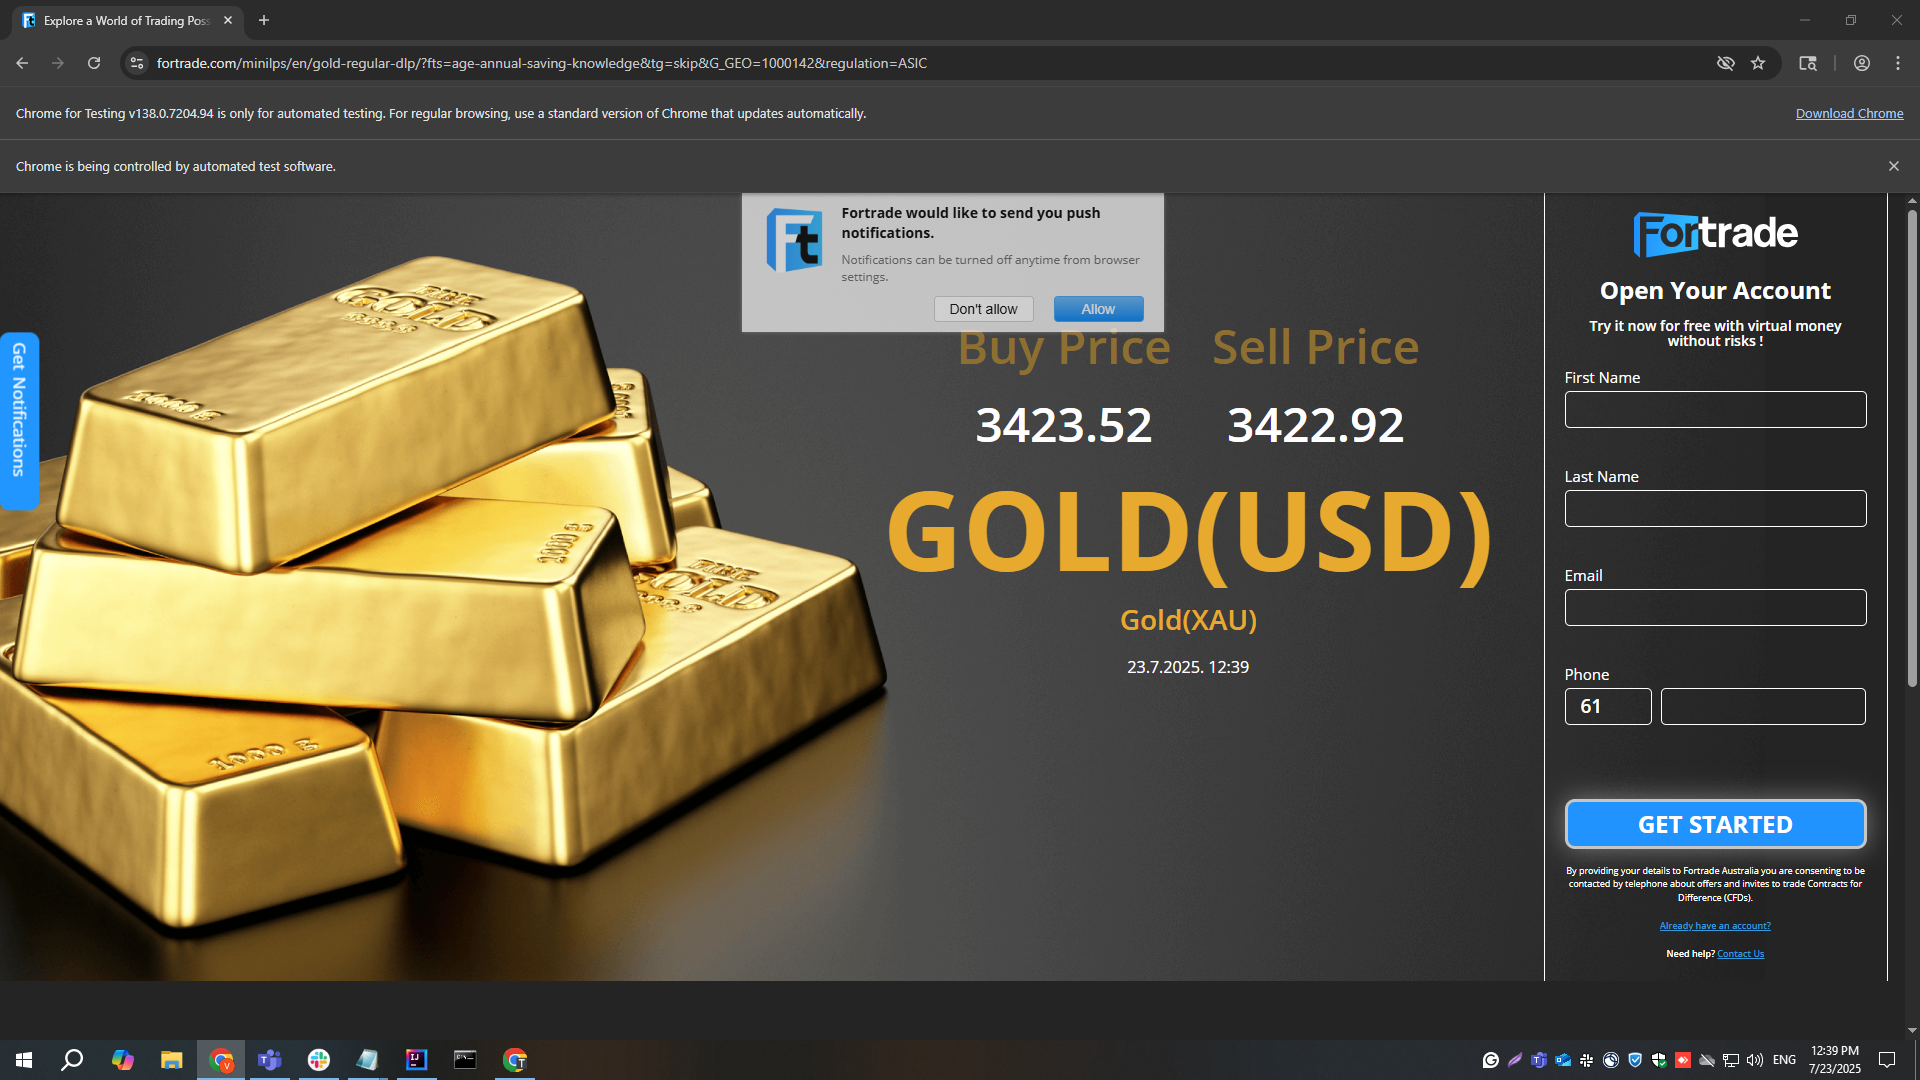 Explore a World of Trading Pos
fortrade.com/minilps/en/gold-regular-dlp/?fts=age-annual-saving-knowledge&tg=skip&G_GEO=1000142&regulation=ASIC
Chrome for Testing v138.0.7204.94 is only for automated testing. For regular browsing, use a standard version of Chrome that updates automatically.
Download Chrome
Chrome is being controlled by automated test software.
Fortrade would like to send you push
notifications.
Notifications can be turned off anytime from browser
settings.
Don't allow
Allow
Get Notifications
FINE
GOLD
1000 g
FINE
GOLD
1000 g
Buy Price
Sell Price
3423.52
3422.92
GOLD(USD)
Gold(XAU)
23.7.2025. 12:39
Fortrade
Open Your Account
Try it now for free with virtual money
without risks !
First Name
Last Name
Email
Phone
61
GET STARTED
By providing your details to Fortrade Australia you are consenting to be
contacted by telephone about offers and invites to trade Contracts for
Difference (CFDs).
Already have an account?
Need help? Contact Us
ENG
12:39 PM
7/23/2025